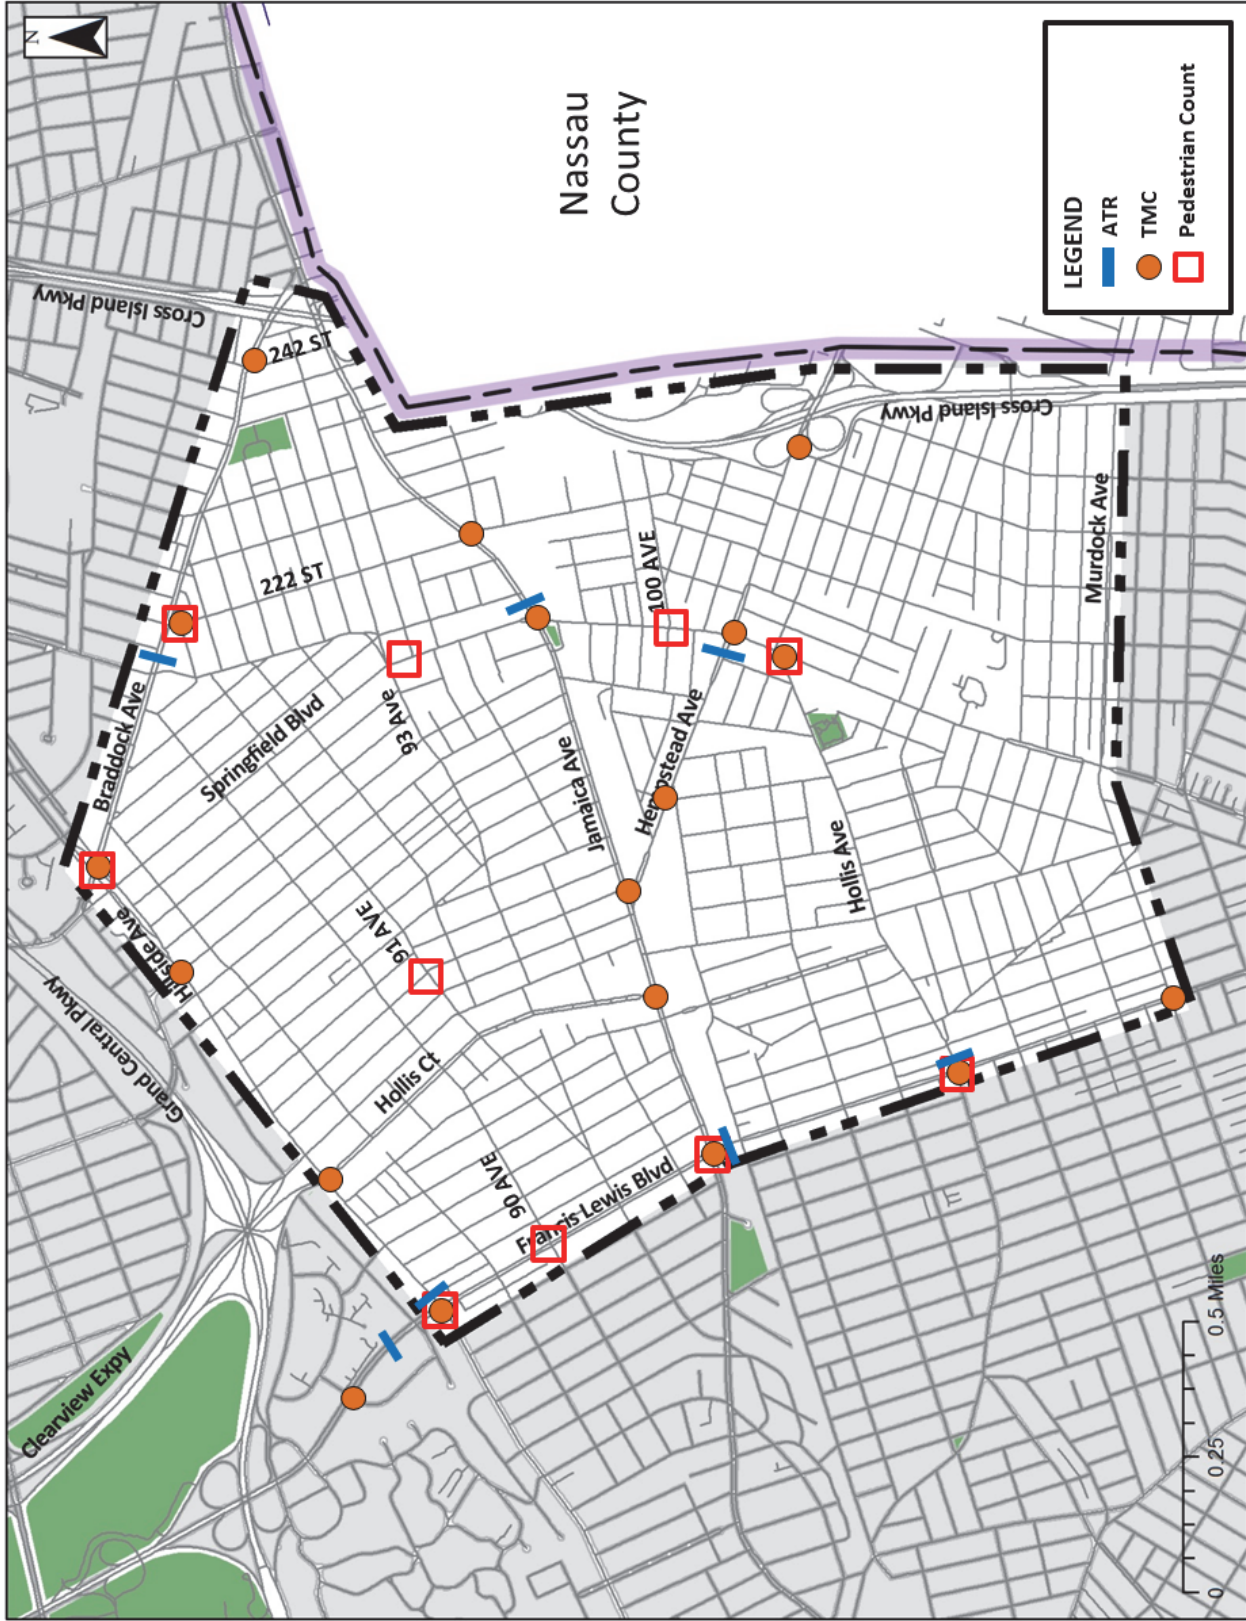 N
Cross Island Pkwy
242 ST
Nassau
County
Braddock Ave
222 ST
Springfield Blvd
93 Ave
Hillside Ave
Grand Central Pkwy
91 AVE
Hollis Ct
Jamaica Ave
Hempstead Ave
100 AVE
Cross Island Pkwy
Murdock Ave
Hollis Ave
90 AVE
Francis Lewis Blvd
Clearview Expy
LEGEND
ATR
TMC
Pedestrian Count
0 0.25 0.5 Miles